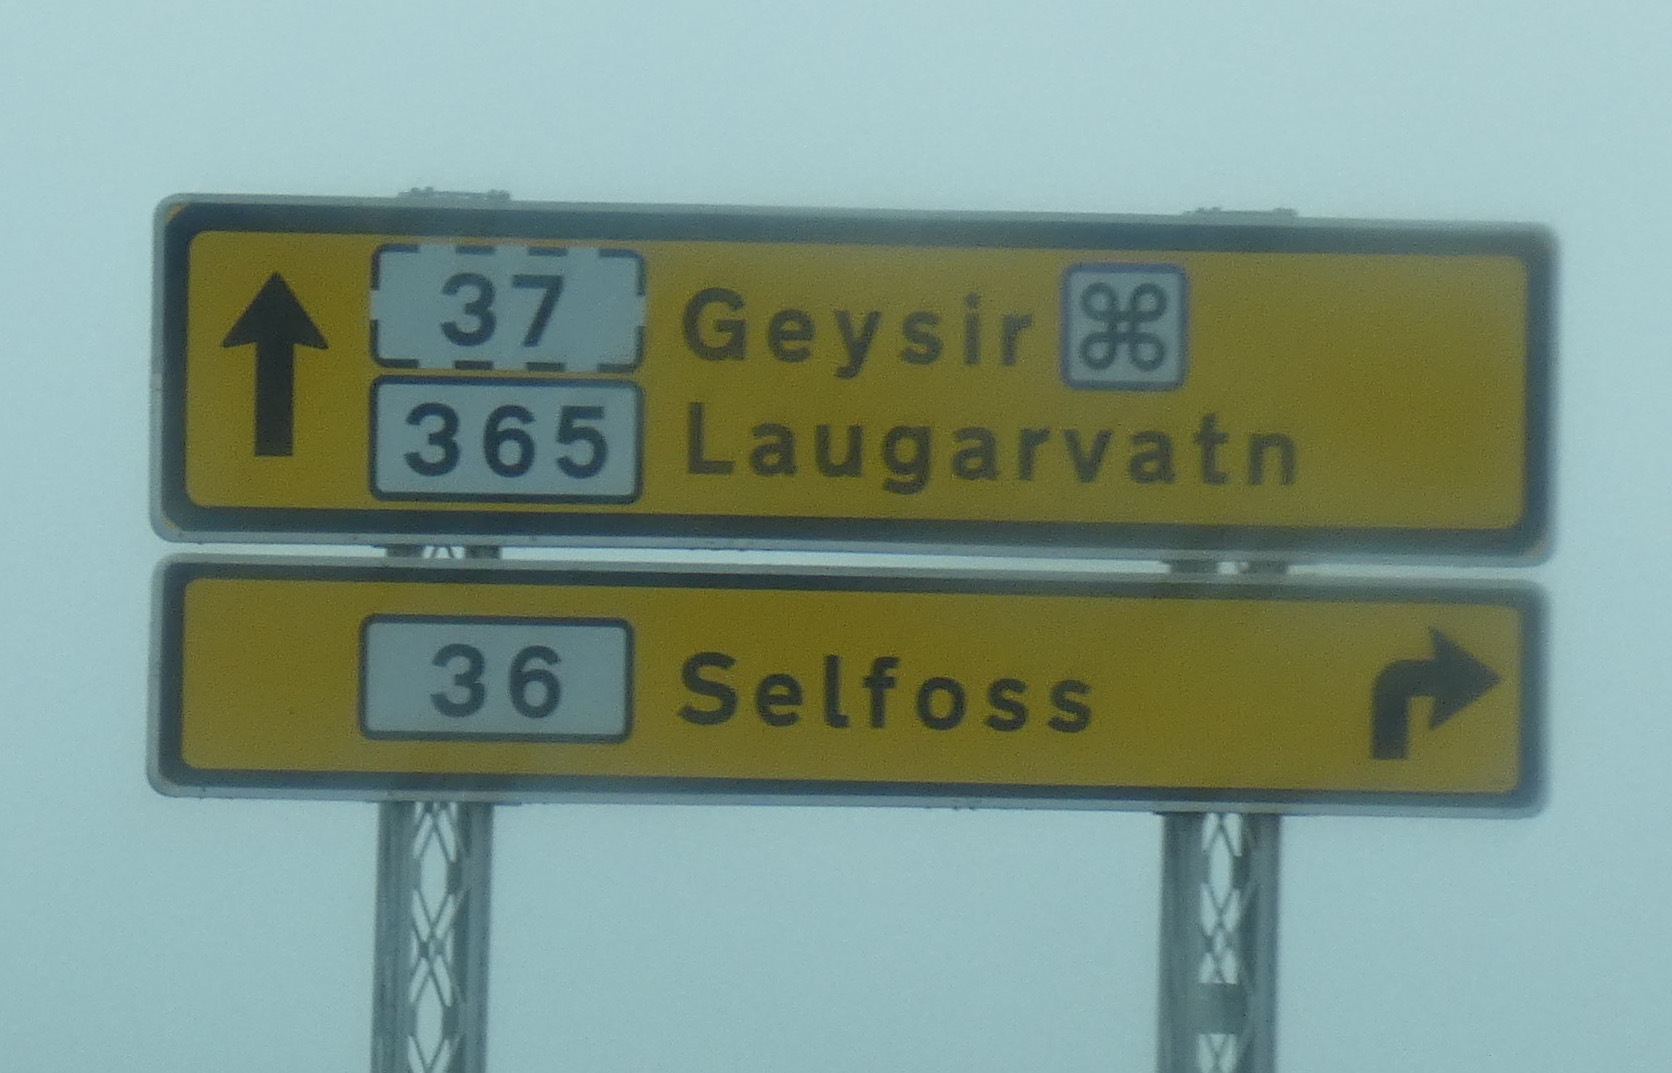 37 Geysir ⌘
365 Laugarvatn
36 Selfoss